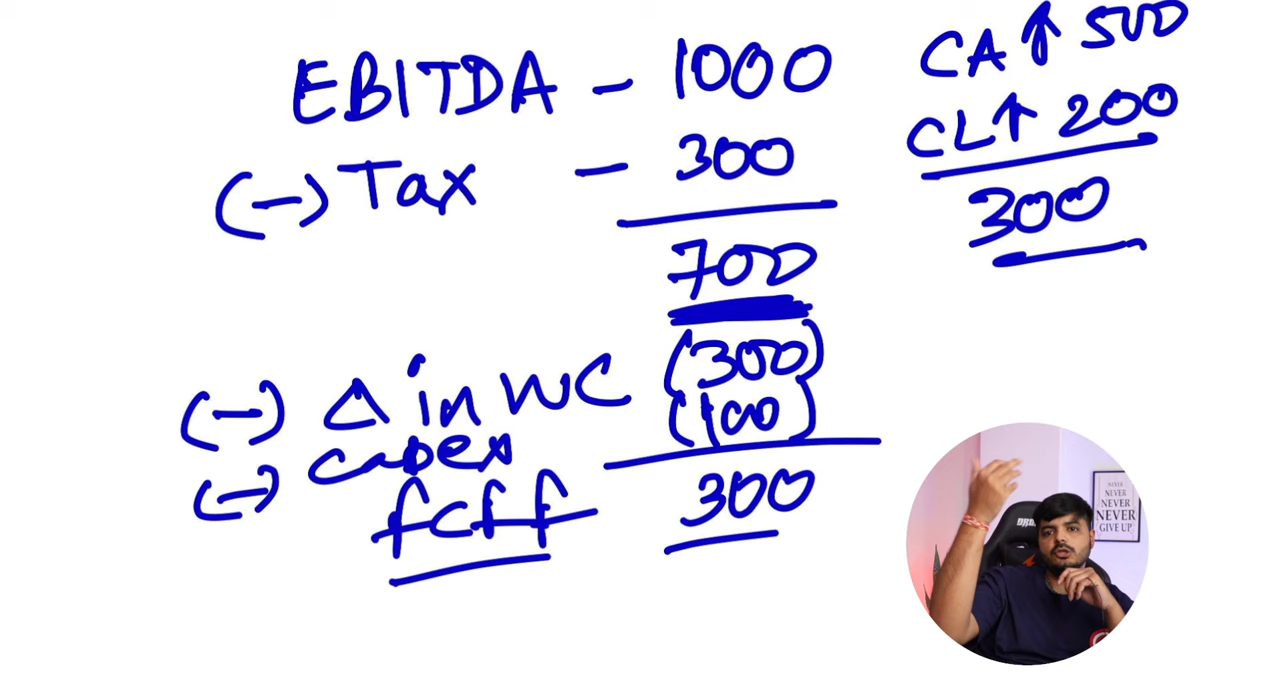 EBITDA - 1000
(-) Tax - 300
700
(-) Δ in WC (300)
(-) capex (100)
fcff 300
CA ↑ 500
CL ↑ 200
300
NEVER
NEVER
NEVER
NEVER
GIVE UP